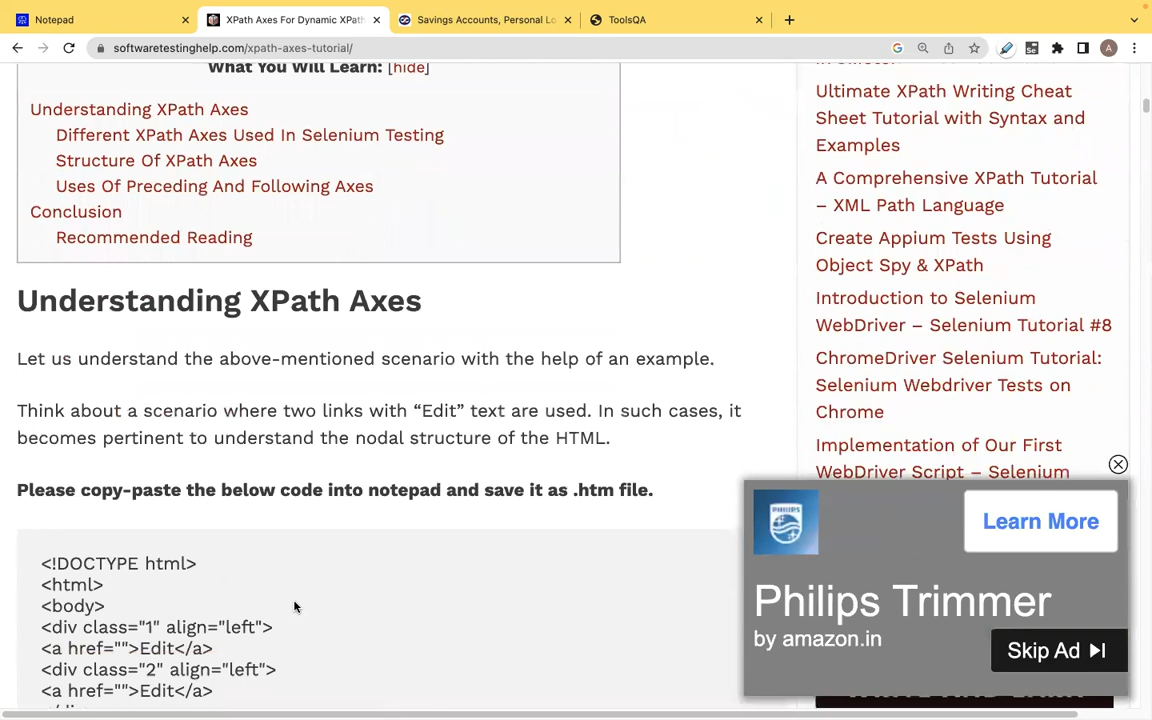 Notepad
XPath Axes For Dynamic XPath
Savings Accounts, Personal Lo
ToolsQA
softwaretestinghelp.com/xpath-axes-tutorial/
A
What You Will Learn: [hide]
Understanding XPath Axes
Different XPath Axes Used In Selenium Testing
Structure Of XPath Axes
Uses Of Preceding And Following Axes
Conclusion
Recommended Reading
Understanding XPath Axes
Let us understand the above-mentioned scenario with the help of an example.
Think about a scenario where two links with “Edit” text are used. In such cases, it
becomes pertinent to understand the nodal structure of the HTML.
Please copy-paste the below code into notepad and save it as .htm file.
<!DOCTYPE html>
<html>
<body>
<div class="1" align="left">
<a href="">Edit</a>
<div class="2" align="left">
<a href="">Edit</a>
Ultimate XPath Writing Cheat
Sheet Tutorial with Syntax and
Examples
A Comprehensive XPath Tutorial
– XML Path Language
Create Appium Tests Using
Object Spy & XPath
Introduction to Selenium
WebDriver – Selenium Tutorial #8
ChromeDriver Selenium Tutorial:
Selenium Webdriver Tests on
Chrome
Implementation of Our First
WebDriver Script – Selenium
PHILIPS
Learn More
Philips Trimmer
by amazon.in
Skip Ad